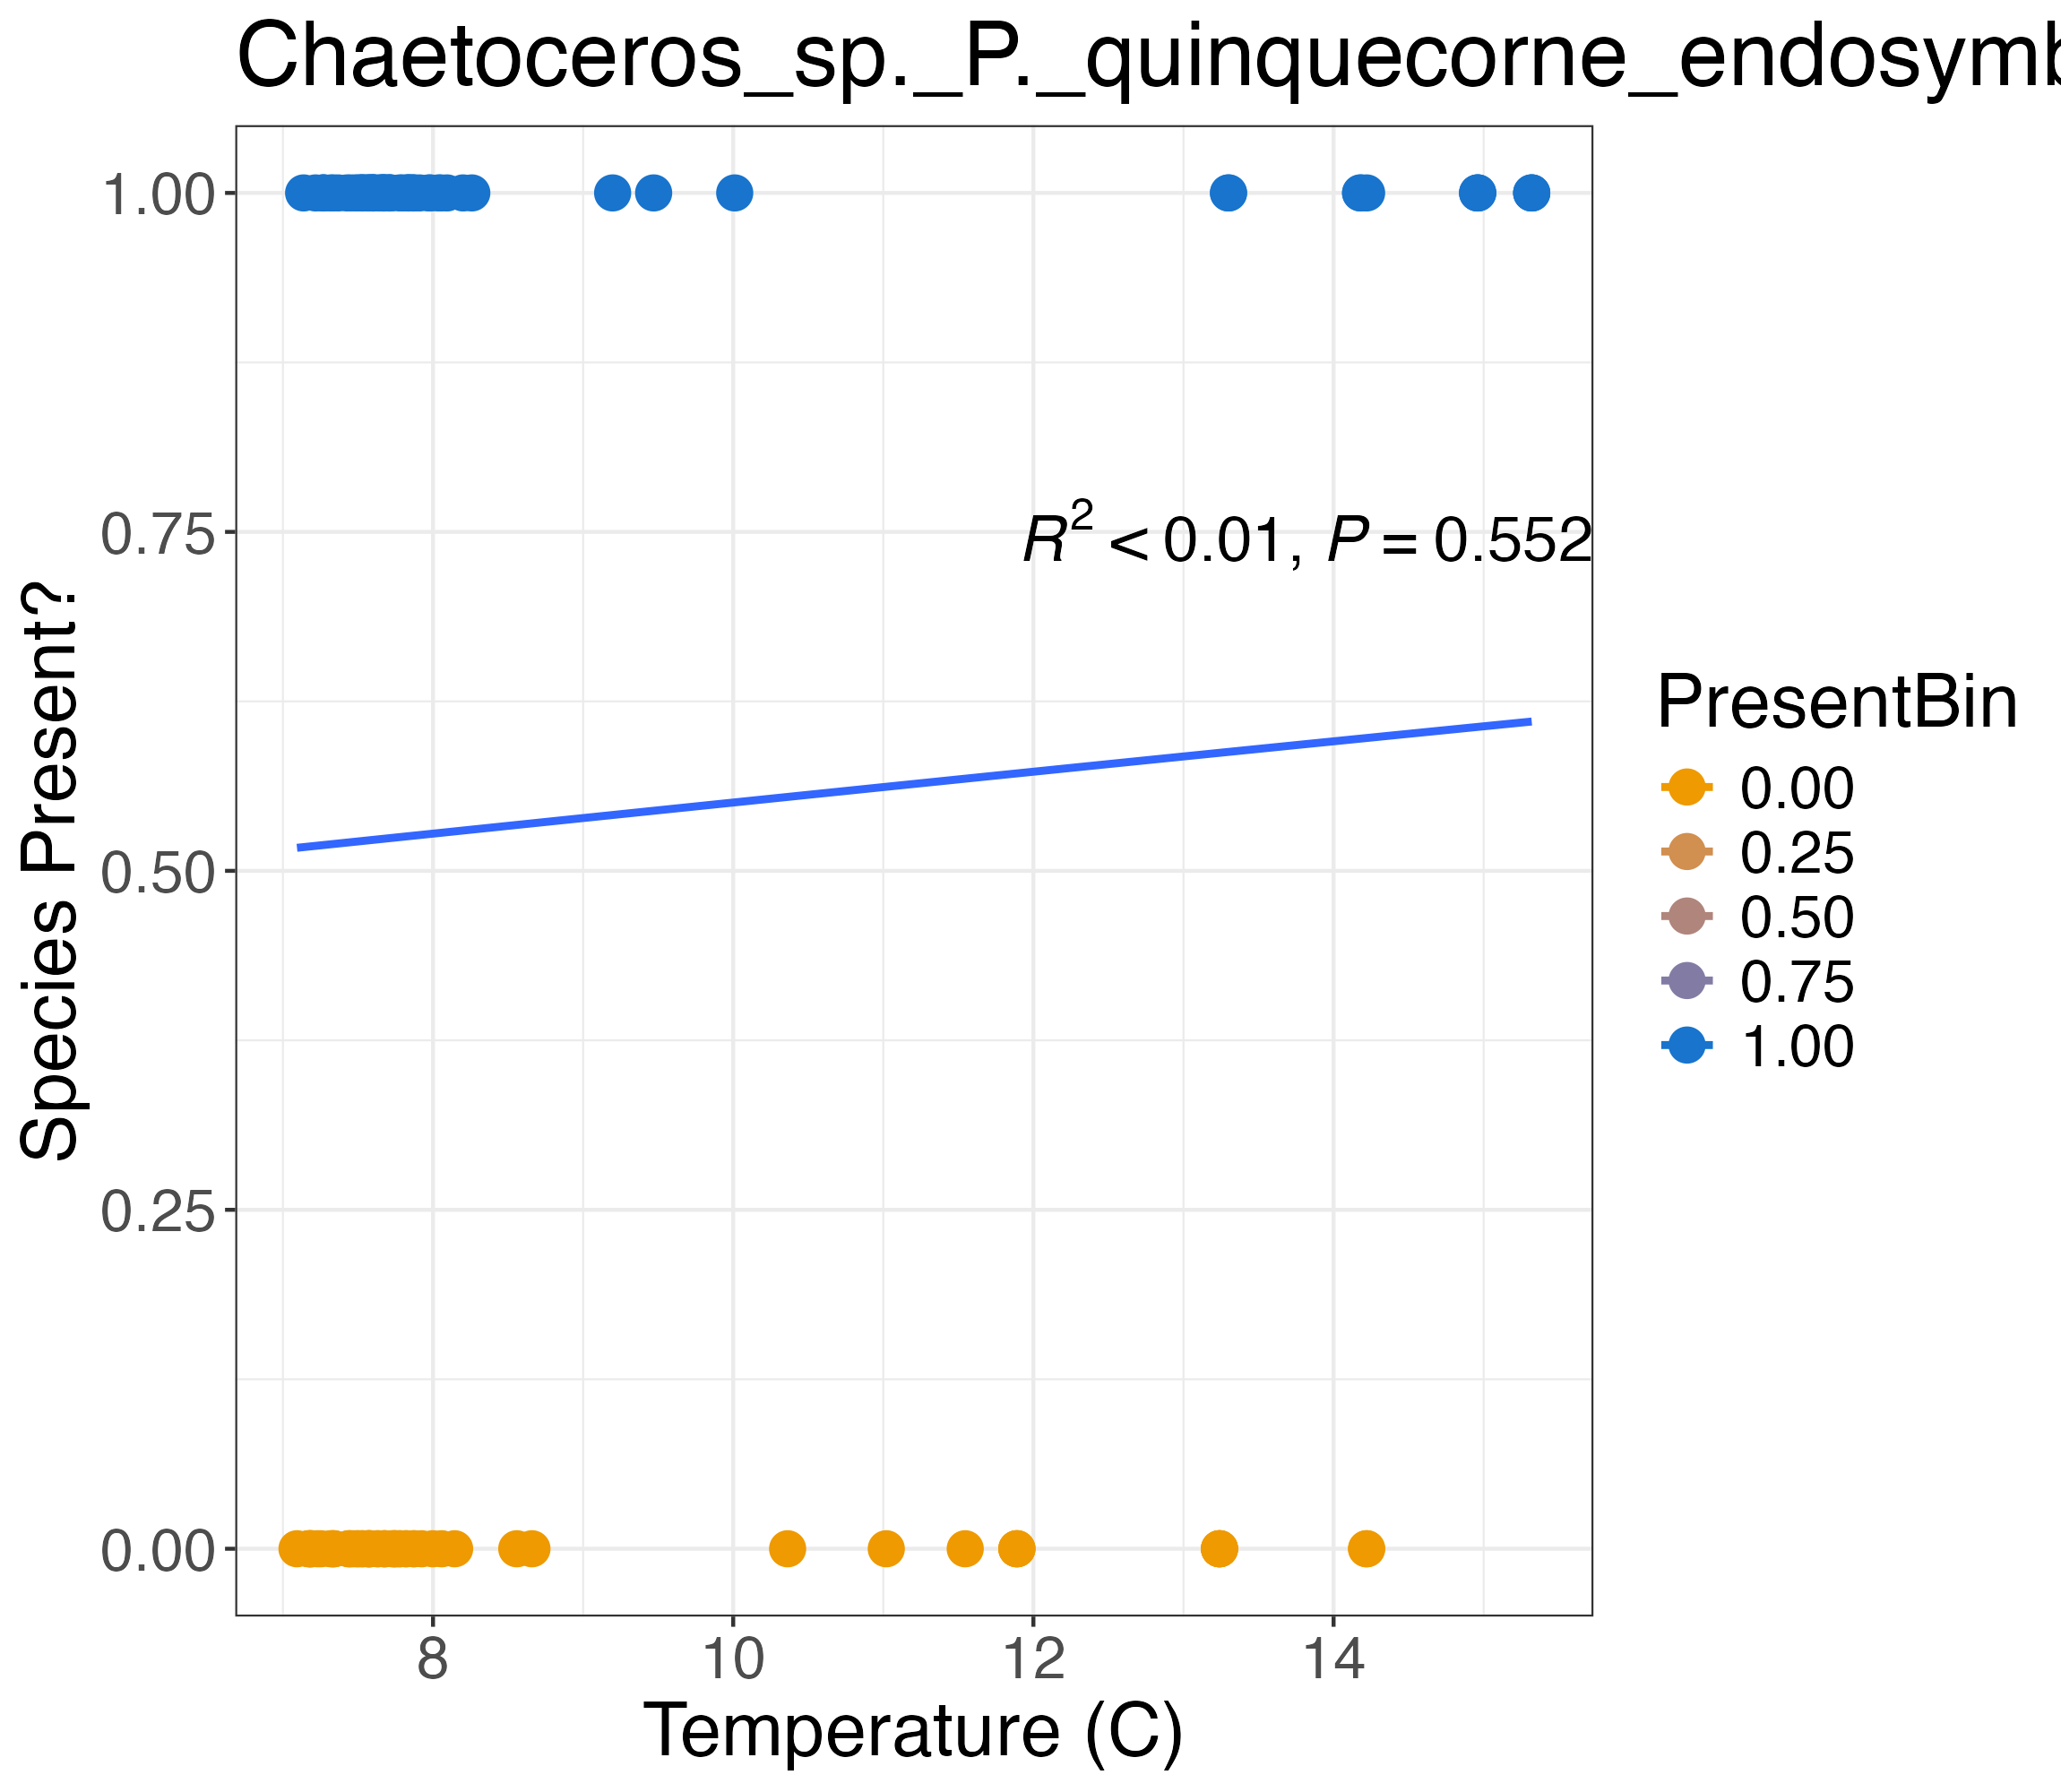 Chaetoceros_sp._P._quinquecorne_endosymb
1.00
0.75
0.50
0.25
0.00
Species Present?
R² < 0.01, P = 0.552
8 10 12 14
Temperature (C)
PresentBin
0.00
0.25
0.50
0.75
1.00